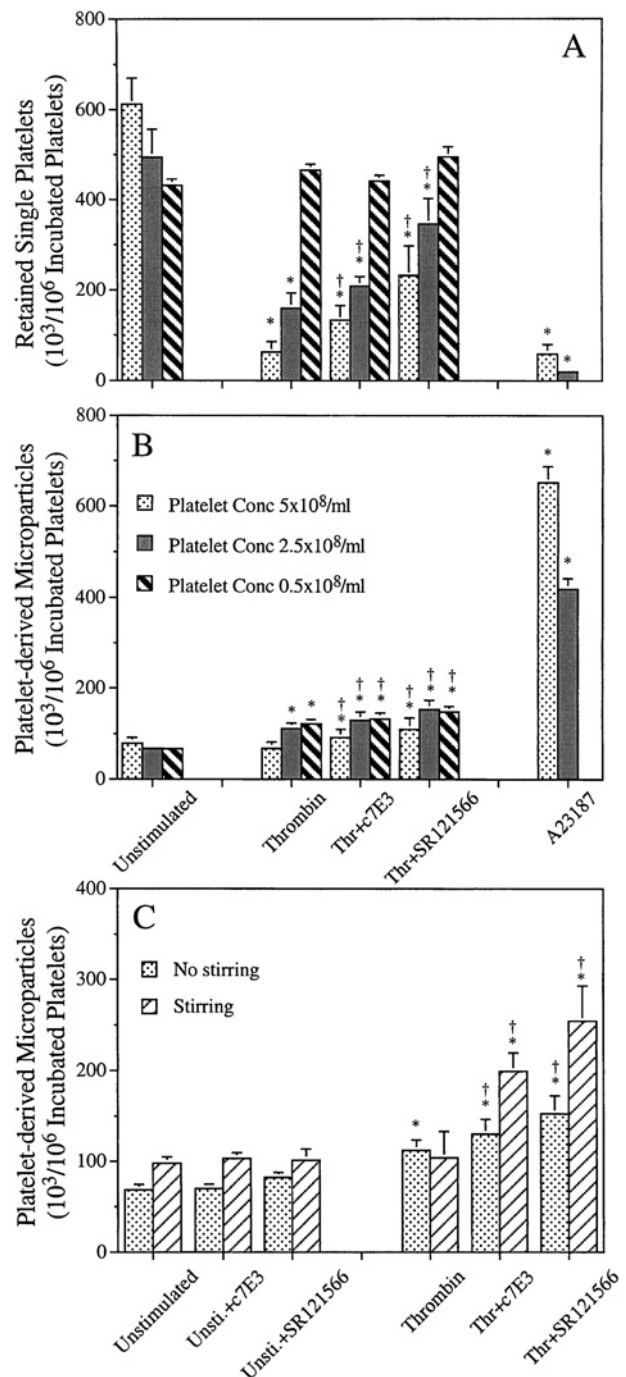 A
Retained Single Platelets
(10³/10⁶ Incubated Platelets)
800
600
400
200
0
†
*
†
*
†
*
†
*
*
*
*
*
B
Platelet-derived Microparticles
(10³/10⁶ Incubated Platelets)
800
600
400
200
0
Platelet Conc 5x10⁸/ml
Platelet Conc 2.5x10⁸/ml
Platelet Conc 0.5x10⁸/ml
* *
†
*
†
*
†
*
†
*
†
*
†
*
*
*
Unstimulated
Thrombin
Thr+c7E3
Thr+SR121566
A23187
C
Platelet-derived Microparticles
(10³/10⁶ Incubated Platelets)
400
300
200
100
0
No stirring
Stirring
*
†
*
†
*
†
*
†
*
Unstimulated
Unsti.+c7E3
Unsti.+SR121566
Thrombin
Thr+c7E3
Thr+SR121566